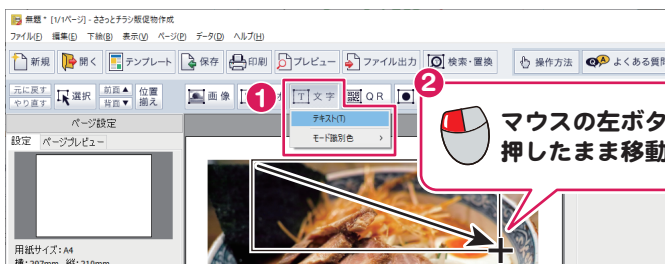 無題 * [1/1ページ] - ささっとチラシ販促物作成
ファイル(F) 編集(E) 下絵(B) 表示(V) ページ(P) データ(D) ヘルプ(H)
新規 開く テンプレート 保存 印刷 プレビュー ファイル出力 検索・置換 操作方法 よくある質問
元に戻す やり直す 選択 前面▲ 背面▼ 位置揃え 画像 1 T 文字 QR 2
テキスト(T)
モード識別色 >
ページ設定
設定 ページプレビュー
マウスの左ボタ
押したまま移動
用紙サイズ:A4
横:297mm 縦:210mm